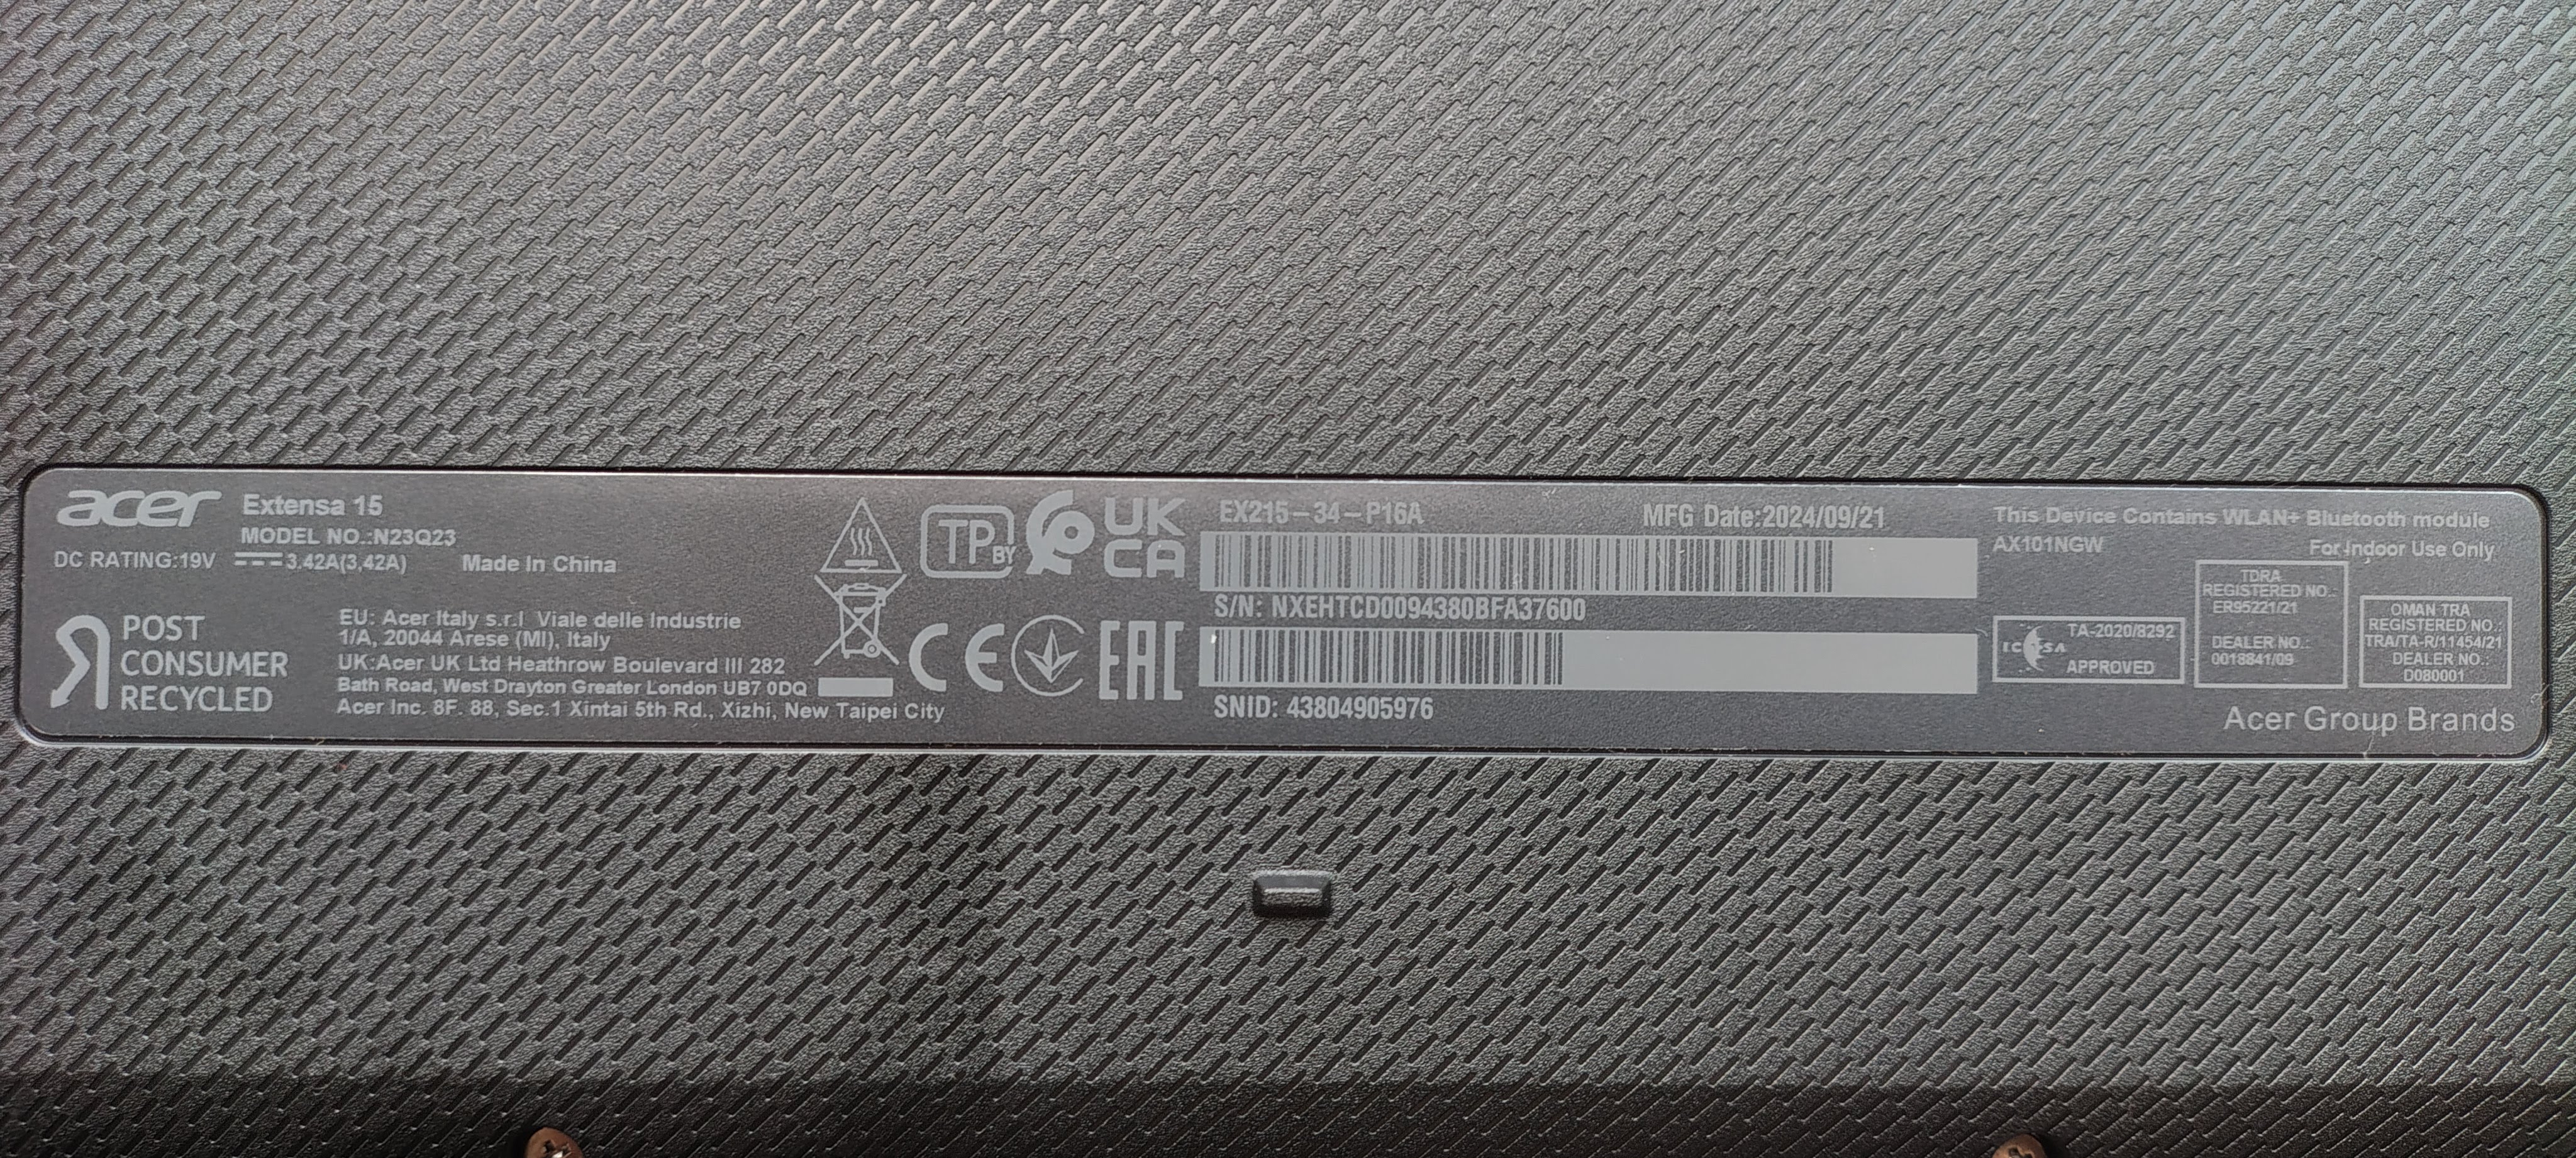 acer Extensa 15
MODEL NO.:N23Q23
DC RATING:19V 3.42A(3,42A) Made In China
POST
CONSUMER
RECYCLED
EU: Acer Italy s.r.l Viale delle Industrie
1/A, 20044 Arese (MI), Italy
UK:Acer UK Ltd Heathrow Boulevard III 282
Bath Road, West Drayton Greater London UB7 0DQ
Acer Inc. 8F. 88, Sec.1 Xintai 5th Rd., Xizhi, New Taipei City
TP BY
UK
CA
CE
EAC
EX215-34-P16A MFG Date:2024/09/21
S/N: NXEHTCD0094380BFA37600
SNID: 43804905976
This Device Contains WLAN+ Bluetooth module
AX101NGW For Indoor Use Only
ICASA
TA-2020/8292
APPROVED
TDRA
REGISTERED NO.:
ER95221/21
DEALER NO.:
0018841/09
OMAN TRA
REGISTERED NO.:
TRA/TA-R/11454/21
DEALER NO.:
D080001
Acer Group Brands